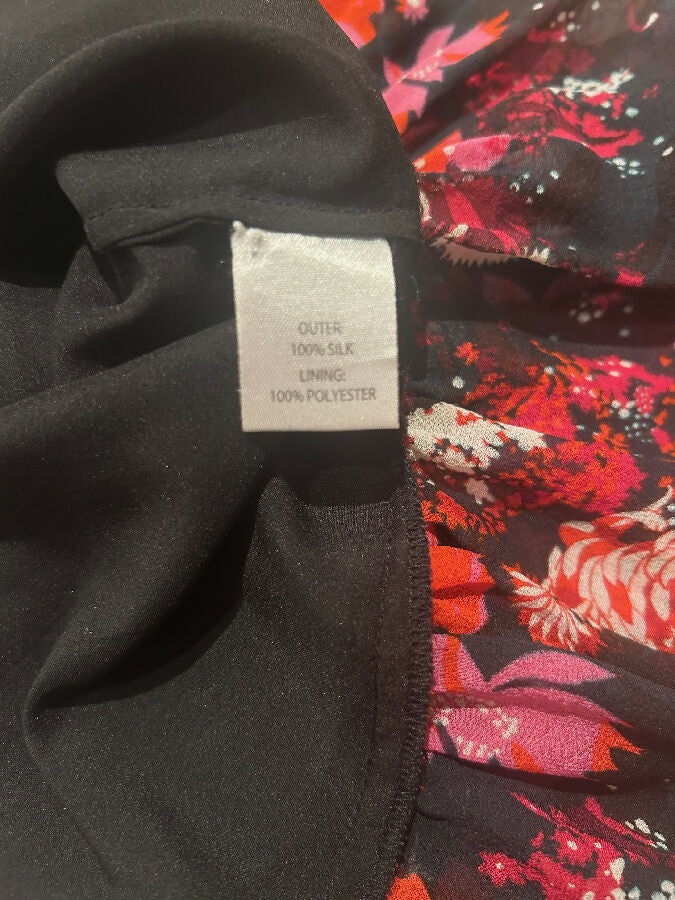 OUTER:
100% SILK
LINING:
100% POLYESTER